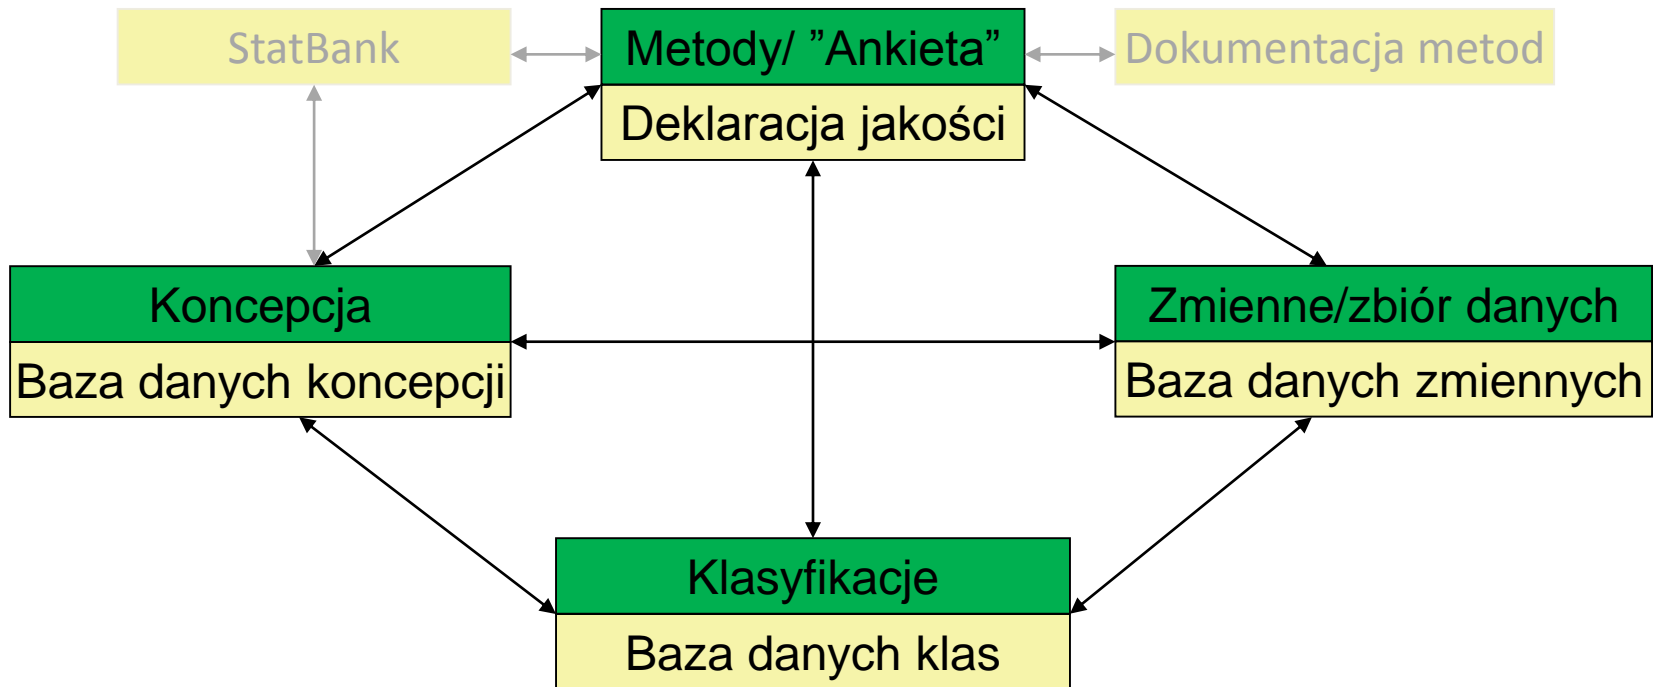 StatBank
Metody/ ”Ankieta”
Dokumentacja metod
Deklaracja jakości
Koncepcja
Zmienne/zbiór danych
Baza danych koncepcji
Baza danych zmiennych
Klasyfikacje
Baza danych klas